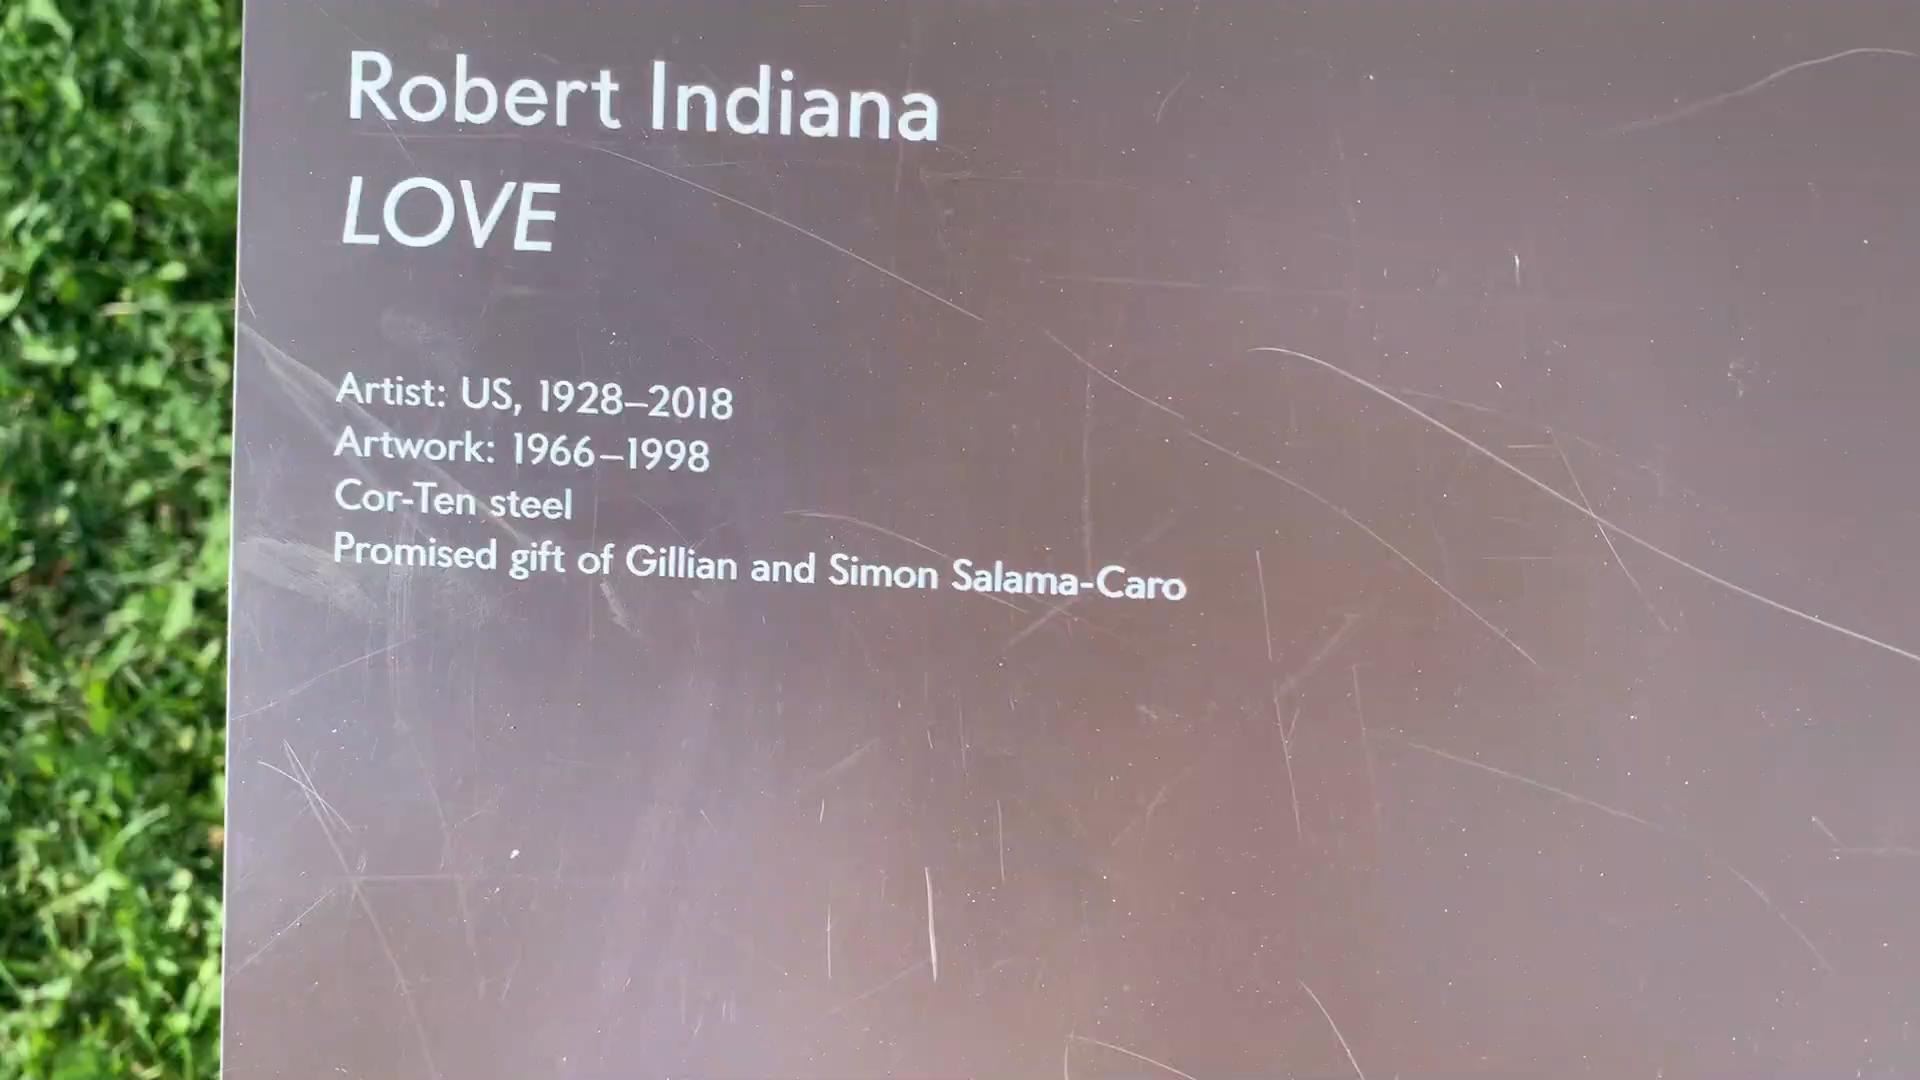 Robert Indiana
LOVE
Artist: US, 1928–2018
Artwork: 1966–1998
Cor-Ten steel
Promised gift of Gillian and Simon Salama-Caro